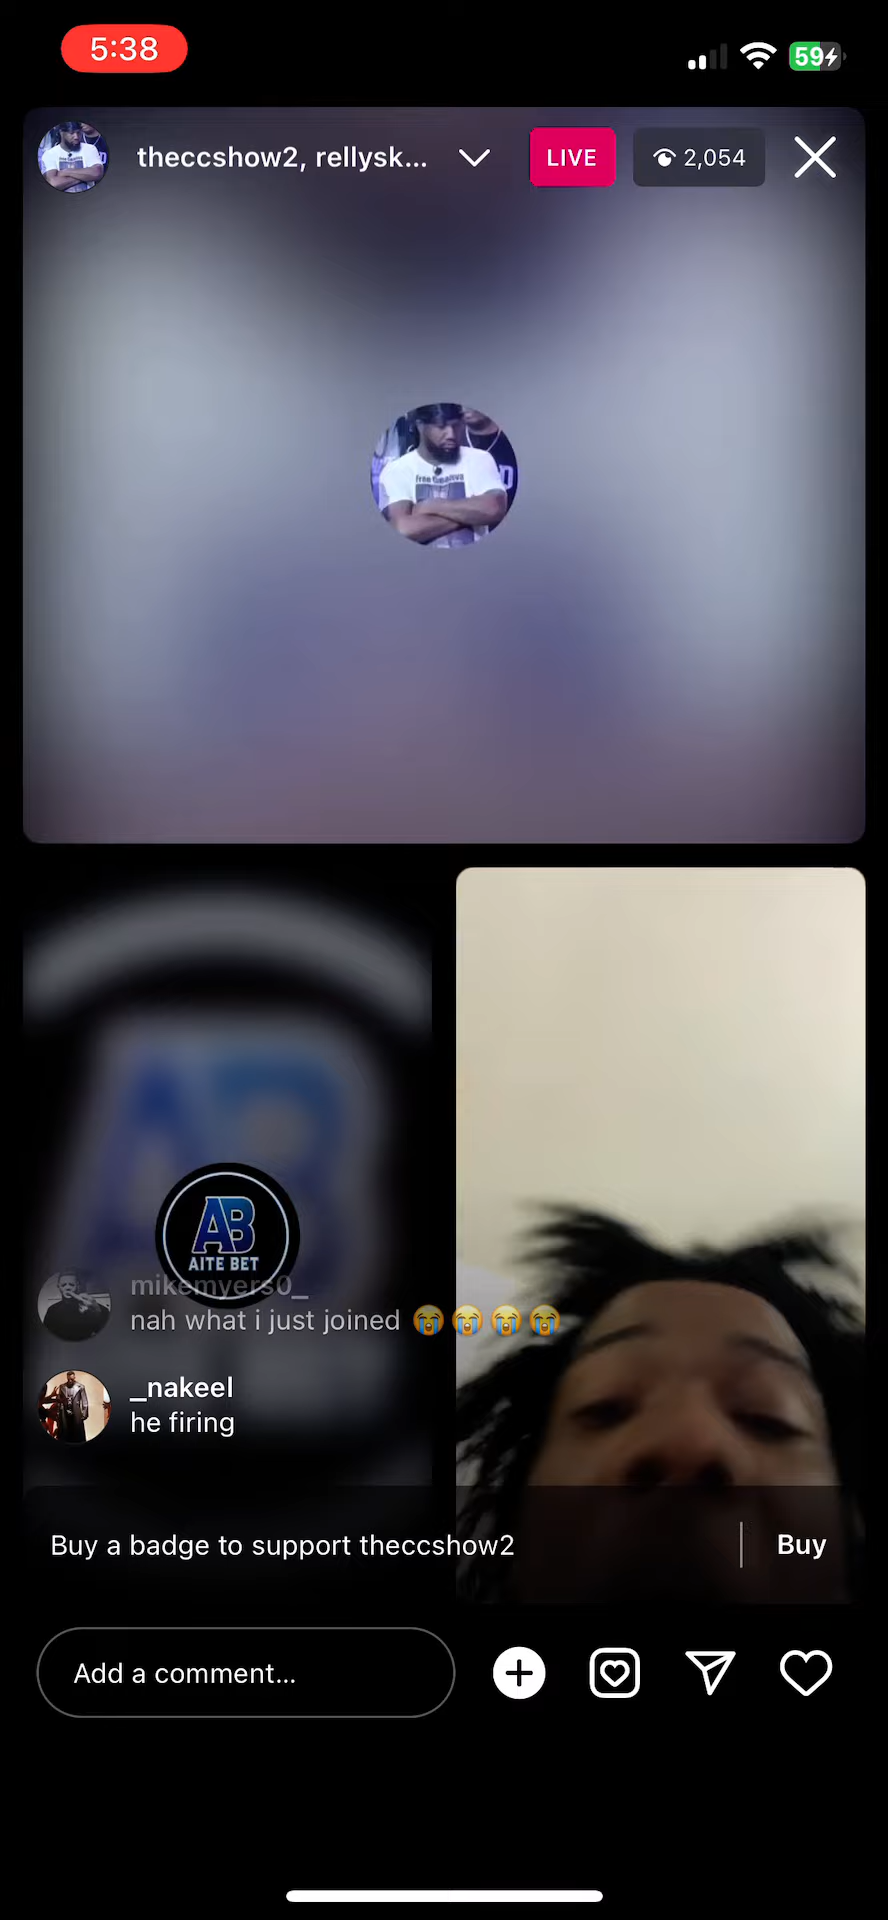 5:38
59
theccshow2, rellysk...
LIVE
2,054
AB
AITE BET
mikemyers0_
nah what i just joined 😭😭😭😭
_nakeel
he firing
Buy a badge to support theccshow2
Buy
Add a comment...